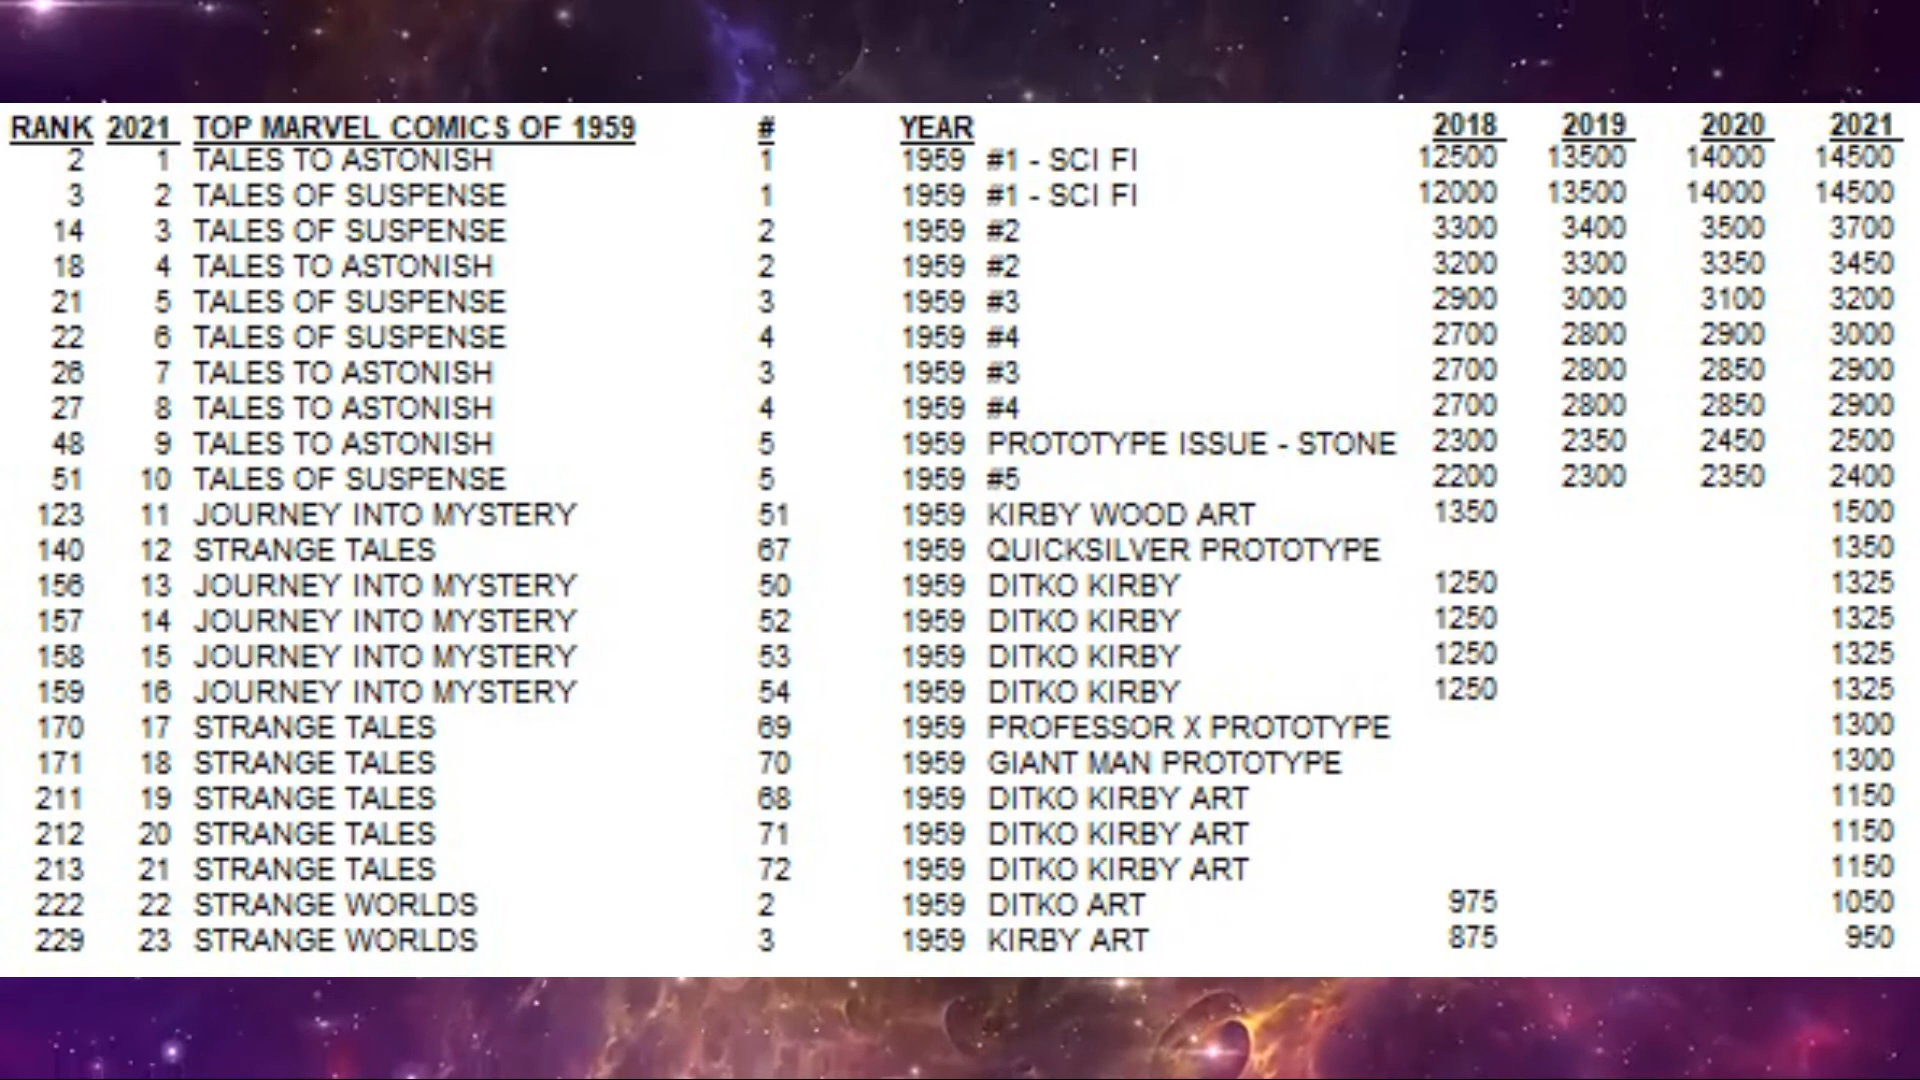 RANK 2021 TOP MARVEL COMICS OF 1959 # YEAR 2018 2019 2020 2021
2 1 TALES TO ASTONISH 1 1959 #1 - SCI FI 12500 13500 14000 14500
3 2 TALES OF SUSPENSE 1 1959 #1 - SCI FI 12000 13500 14000 14500
14 3 TALES OF SUSPENSE 2 1959 #2 3300 3400 3500 3700
18 4 TALES TO ASTONISH 2 1959 #2 3200 3300 3350 3450
21 5 TALES OF SUSPENSE 3 1959 #3 2900 3000 3100 3200
22 6 TALES OF SUSPENSE 4 1959 #4 2700 2800 2900 3000
26 7 TALES TO ASTONISH 3 1959 #3 2700 2800 2850 2900
27 8 TALES TO ASTONISH 4 1959 #4 2700 2800 2850 2900
48 9 TALES TO ASTONISH 5 1959 PROTOTYPE ISSUE - STONE 2300 2350 2450 2500
51 10 TALES OF SUSPENSE 5 1959 #5 2200 2300 2350 2400
123 11 JOURNEY INTO MYSTERY 51 1959 KIRBY WOOD ART 1350 1500
140 12 STRANGE TALES 67 1959 QUICKSILVER PROTOTYPE 1350
156 13 JOURNEY INTO MYSTERY 50 1959 DITKO KIRBY 1250 1325
157 14 JOURNEY INTO MYSTERY 52 1959 DITKO KIRBY 1250 1325
158 15 JOURNEY INTO MYSTERY 53 1959 DITKO KIRBY 1250 1325
159 16 JOURNEY INTO MYSTERY 54 1959 DITKO KIRBY 1250 1325
170 17 STRANGE TALES 69 1959 PROFESSOR X PROTOTYPE 1300
171 18 STRANGE TALES 70 1959 GIANT MAN PROTOTYPE 1300
211 19 STRANGE TALES 68 1959 DITKO KIRBY ART 1150
212 20 STRANGE TALES 71 1959 DITKO KIRBY ART 1150
213 21 STRANGE TALES 72 1959 DITKO KIRBY ART 1150
222 22 STRANGE WORLDS 2 1959 DITKO ART 975 1050
229 23 STRANGE WORLDS 3 1959 KIRBY ART 875 950